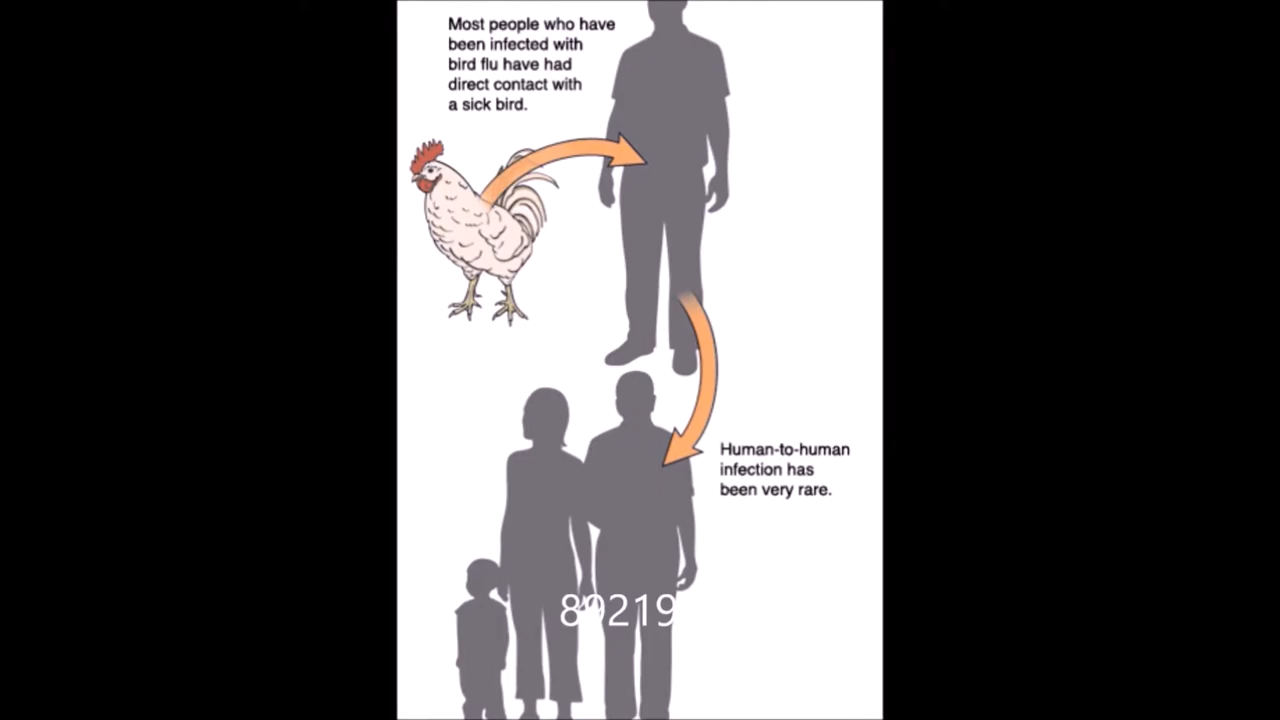 Most people who have
been infected with
bird flu have had
direct contact with
a sick bird.
Human-to-human
infection has
been very rare.